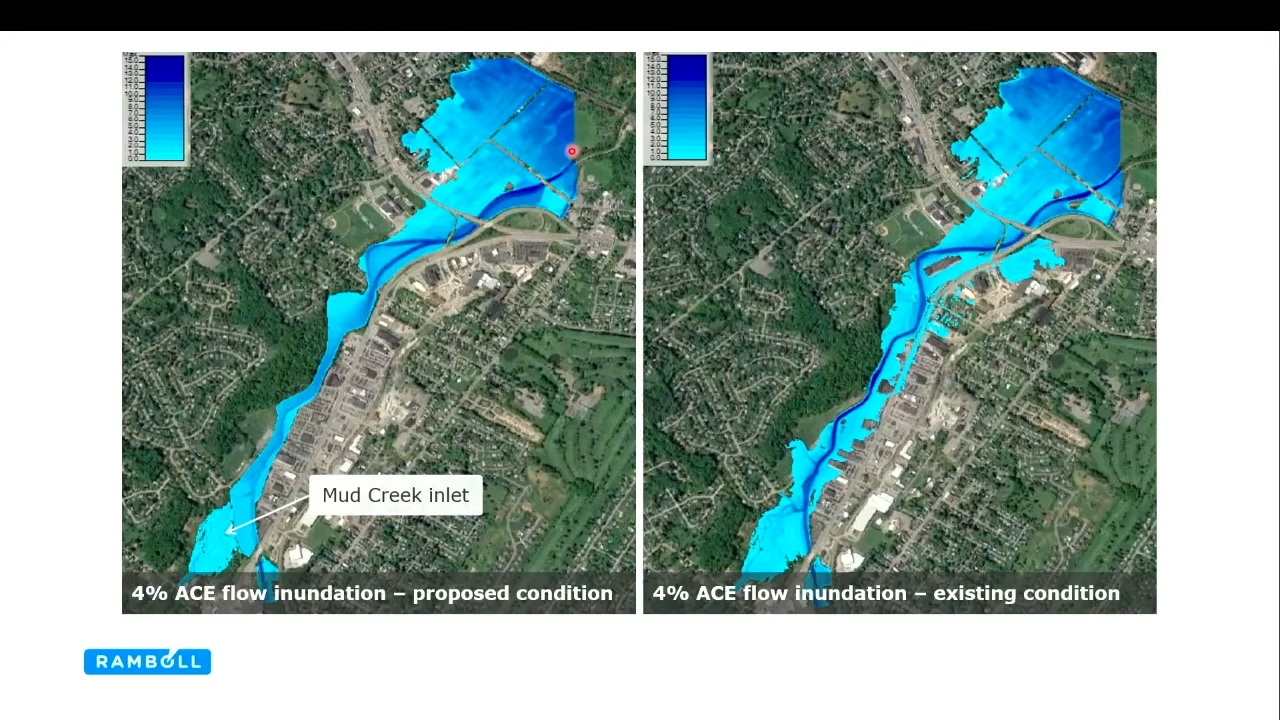 Mud Creek inlet
4% ACE flow inundation – proposed condition
4% ACE flow inundation – existing condition
RAMBOLL